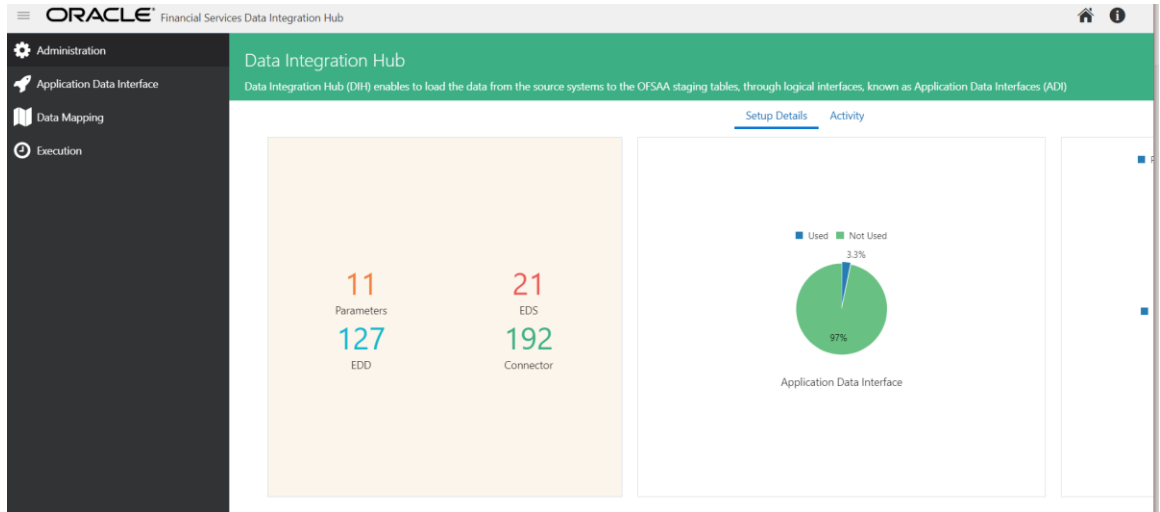 ORACLE® Financial Services Data Integration Hub
Administration
Application Data Interface
Data Mapping
Execution
Data Integration Hub
Data Integration Hub (DIH) enables to load the data from the source systems to the OFSAA staging tables, through logical interfaces, known as Application Data Interfaces (ADI)
Setup Details Activity
11 21
Parameters EDS
127 192
EDD Connector
Used Not Used
3.3%
97%
Application Data Interface